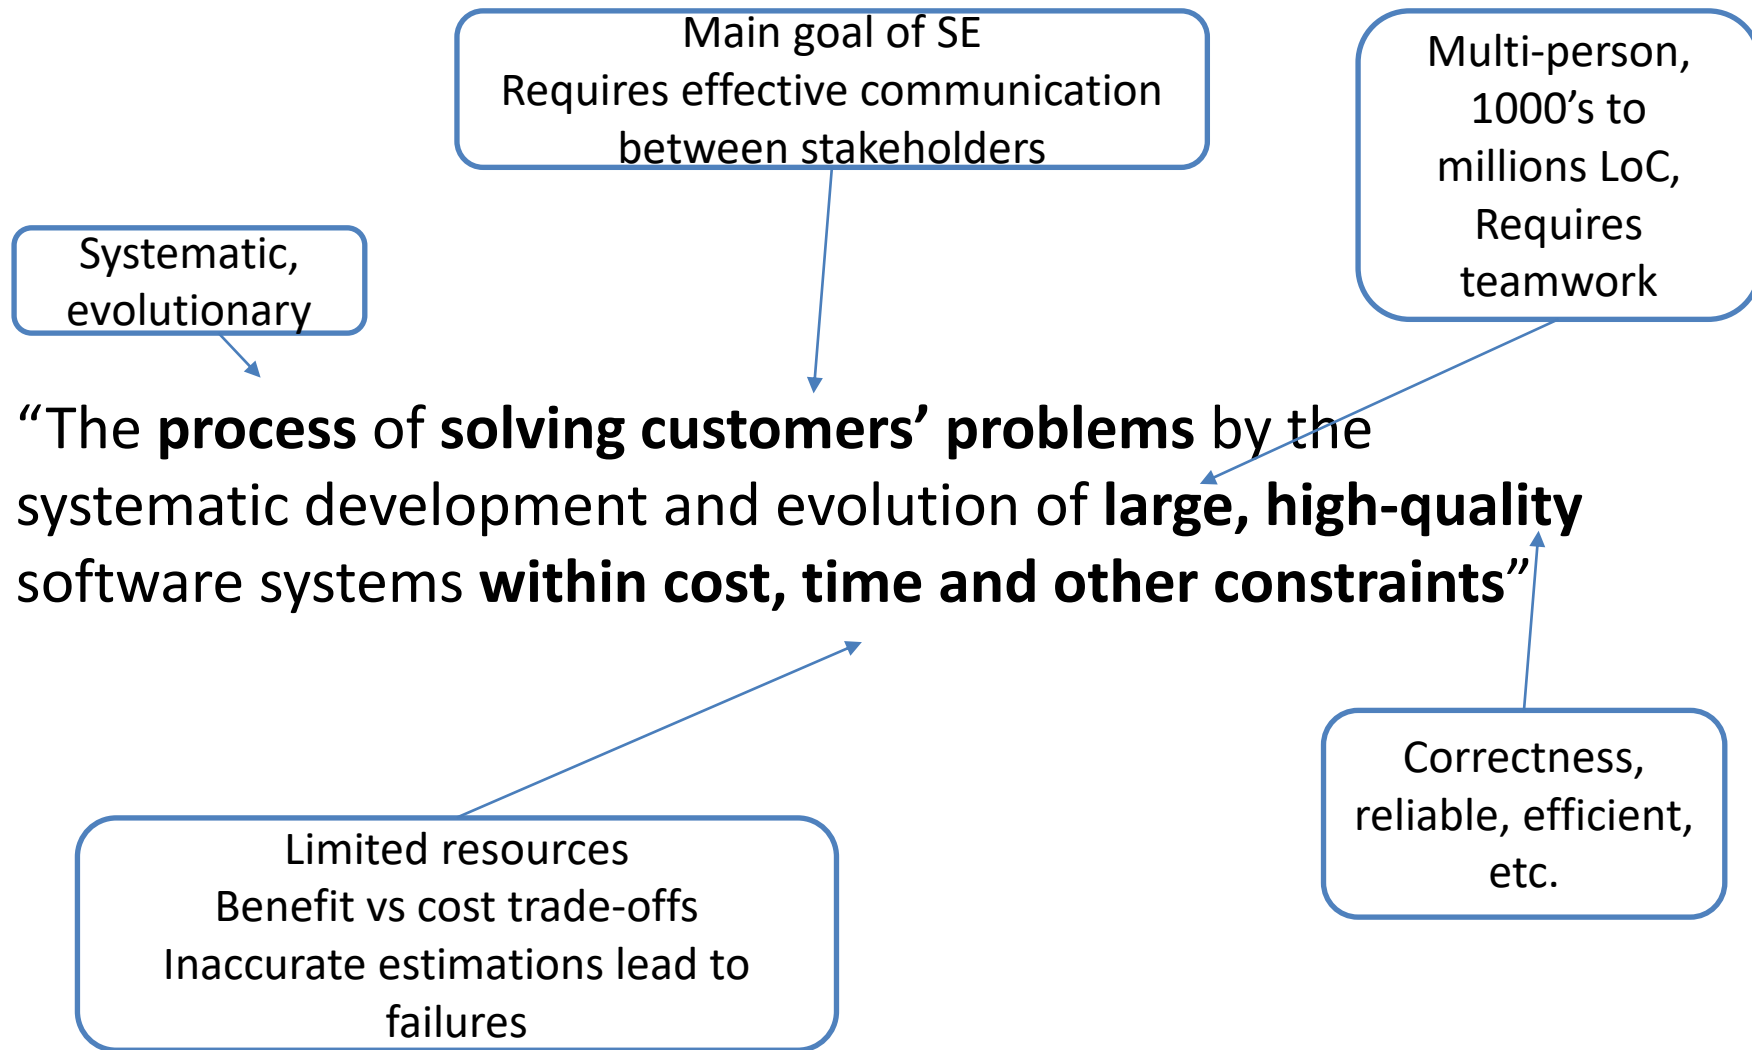 Main goal of SE
Requires effective communication
between stakeholders
Multi-person,
1000’s to
millions LoC,
Requires
teamwork
Systematic,
evolutionary
“The process of solving customers’ problems by the
systematic development and evolution of large, high-quality
software systems within cost, time and other constraints”
Limited resources
Benefit vs cost trade-offs
Inaccurate estimations lead to
failures
Correctness,
reliable, efficient,
etc.